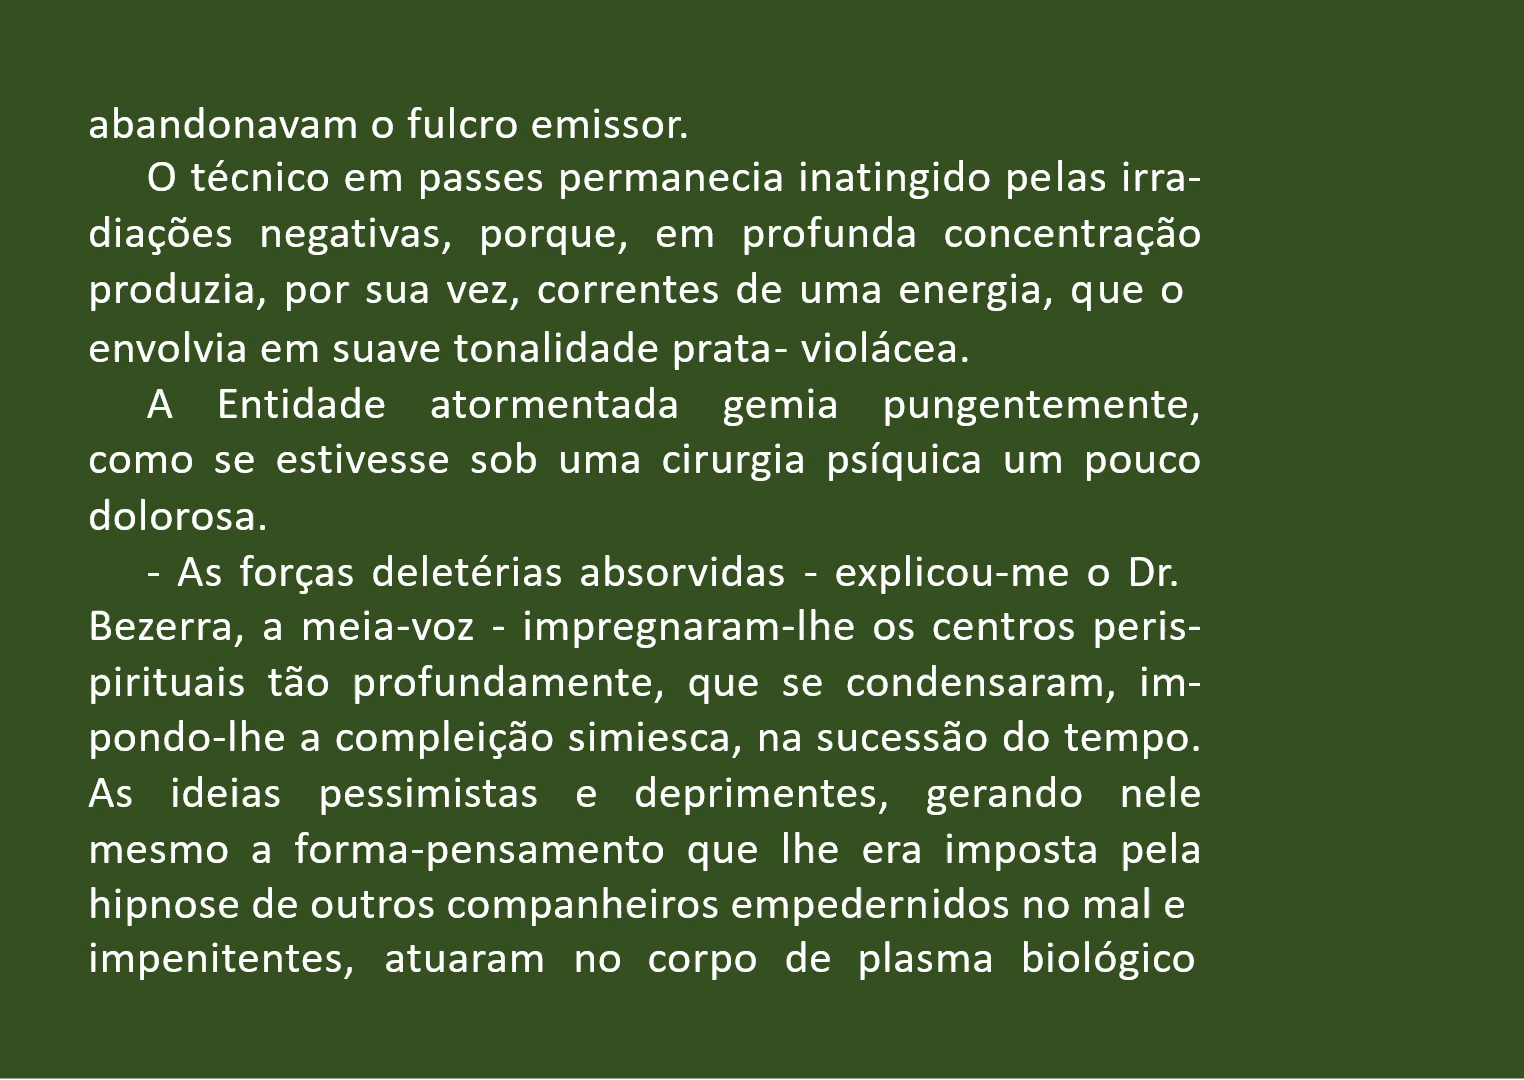 abandonavam o fulcro emissor.
O técnico em passes permanecia inatingido pelas irra-
diações negativas, porque, em profunda concentração
produzia, por sua vez, correntes de uma energia, que o
envolvia em suave tonalidade prata- violácea.
A Entidade atormentada gemia pungentemente,
como se estivesse sob uma cirurgia psíquica um pouco
dolorosa.
- As forças deletérias absorvidas - explicou-me o Dr.
Bezerra, a meia-voz - impregnaram-lhe os centros peris-
pirituais tão profundamente, que se condensaram, im-
pondo-lhe a compleição simiesca, na sucessão do tempo.
As ideias pessimistas e deprimentes, gerando nele
mesmo a forma-pensamento que lhe era imposta pela
hipnose de outros companheiros empedernidos no mal e
impenitentes, atuaram no corpo de plasma biológico